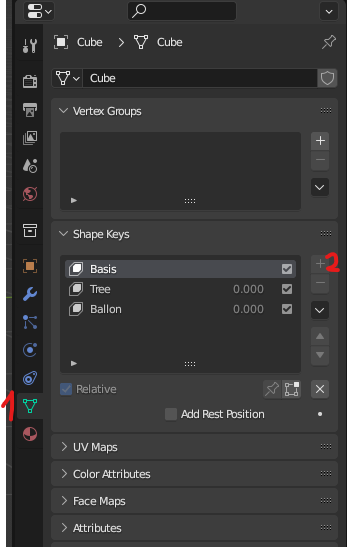 Cube > Cube
Cube
Vertex Groups
Shape Keys
2
Basis
Tree 0.000
Ballon 0.000
Relative
1
Add Rest Position
UV Maps
Color Attributes
Face Maps
Attributes